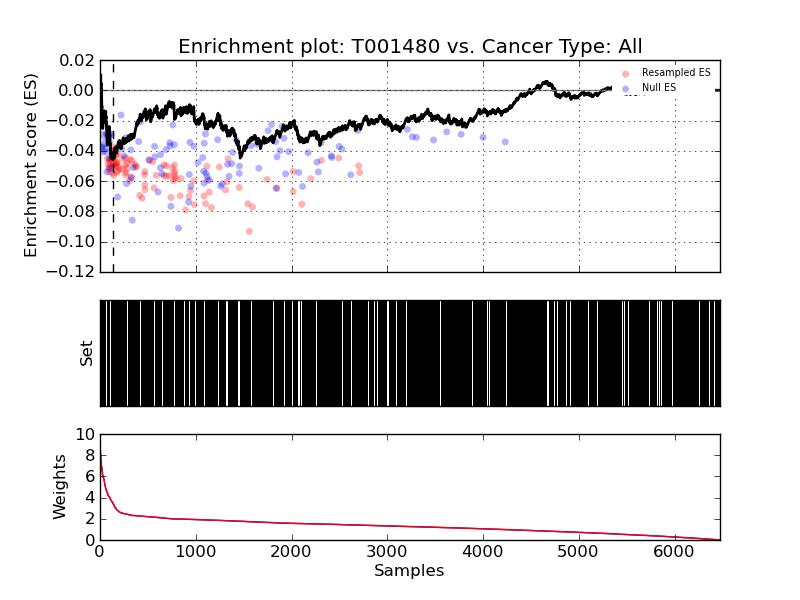 Enrichment plot: T001480 vs. Cancer Type: All
Enrichment score (ES)
0.02
0.00
−0.02
−0.04
−0.06
−0.08
−0.10
−0.12
Resampled ES
Null ES
Set
Weights
10
8
6
4
2
0
0 1000 2000 3000 4000 5000 6000
Samples